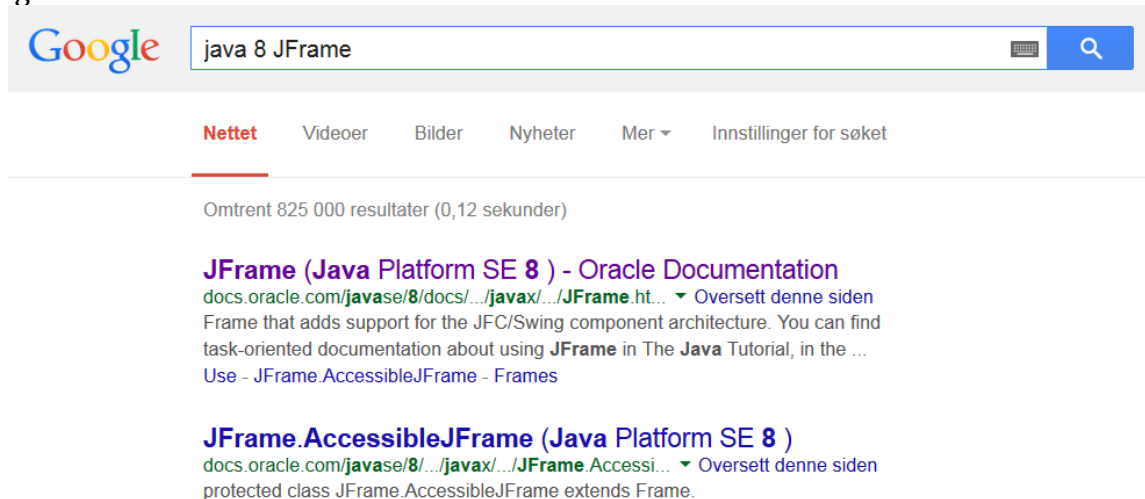 Google java 8 JFrame
Nettet Videoer Bilder Nyheter Mer Innstillinger for søket
Omtrent 825 000 resultater (0,12 sekunder)
JFrame (Java Platform SE 8 ) - Oracle Documentation
docs.oracle.com/javase/8/docs/.../javax/.../JFrame.ht... Oversett denne siden
Frame that adds support for the JFC/Swing component architecture. You can find
task-oriented documentation about using JFrame in The Java Tutorial, in the ...
Use - JFrame.AccessibleJFrame - Frames
JFrame.AccessibleJFrame (Java Platform SE 8 )
docs.oracle.com/javase/8/.../javax/.../JFrame.Accessi... Oversett denne siden
protected class JFrame.AccessibleJFrame extends Frame.